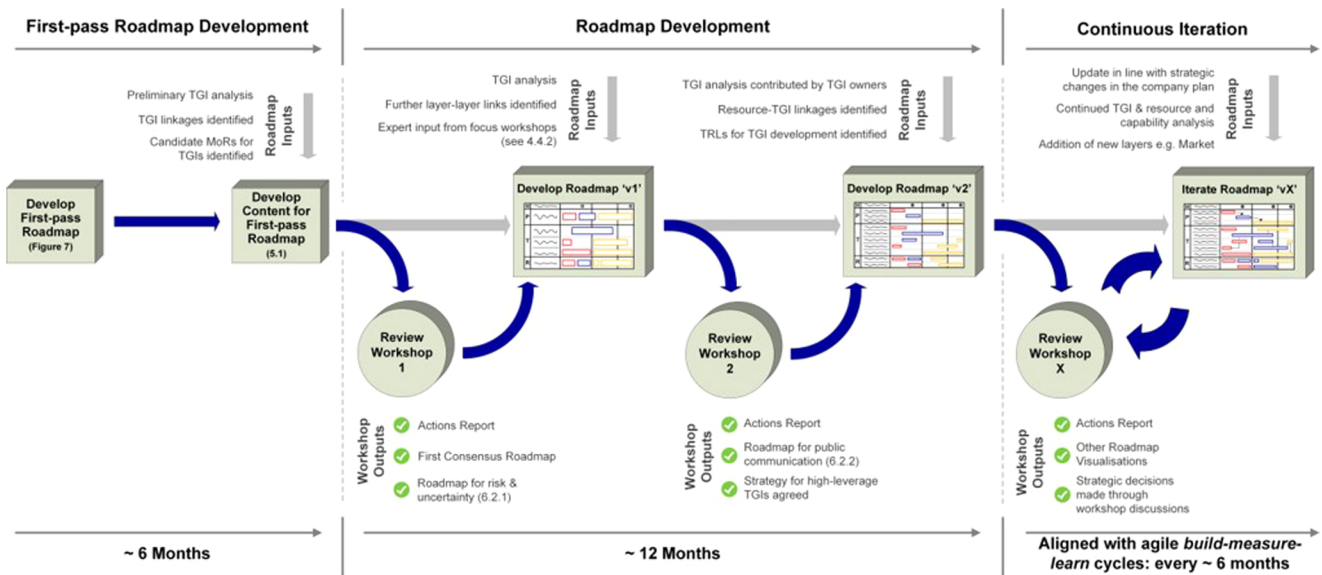 First-pass Roadmap Development
Roadmap Development
Continuous Iteration
Preliminary TGI analysis
TGI linkages identified
Candidate MoRs for
TGIs identified
Roadmap
Inputs
TGI analysis
Further layer-layer links identified
Expert input from focus workshops
(see 4.4.2)
Roadmap
Inputs
TGI analysis contributed by TGI owners
Resource-TGI linkages identified
TRLs for TGI development identified
Roadmap
Inputs
Update in line with strategic
changes in the company plan
Continued TGI & resource and
capability analysis
Addition of new layers e.g. Market
Roadmap
Inputs
Develop
First-pass
Roadmap
(Figure 7)
Develop
Content for
First-pass
Roadmap
(5.1)
Develop Roadmap ‘v1’
P
T
R
Develop Roadmap ‘v2’
P
T
R
Iterate Roadmap ‘vX’
P
T
R
Review
Workshop
1
Review
Workshop
2
Review
Workshop
X
Workshop
Outputs
Actions Report
First Consensus Roadmap
Roadmap for risk &
uncertainty (6.2.1)
Workshop
Outputs
Actions Report
Roadmap for public
communication (6.2.2)
Strategy for high-leverage
TGIs agreed
Workshop
Outputs
Actions Report
Other Roadmap
Visualisations
Strategic decisions
made through
workshop discussions
~ 6 Months
~ 12 Months
Aligned with agile build-measure-
learn cycles: every ~ 6 months